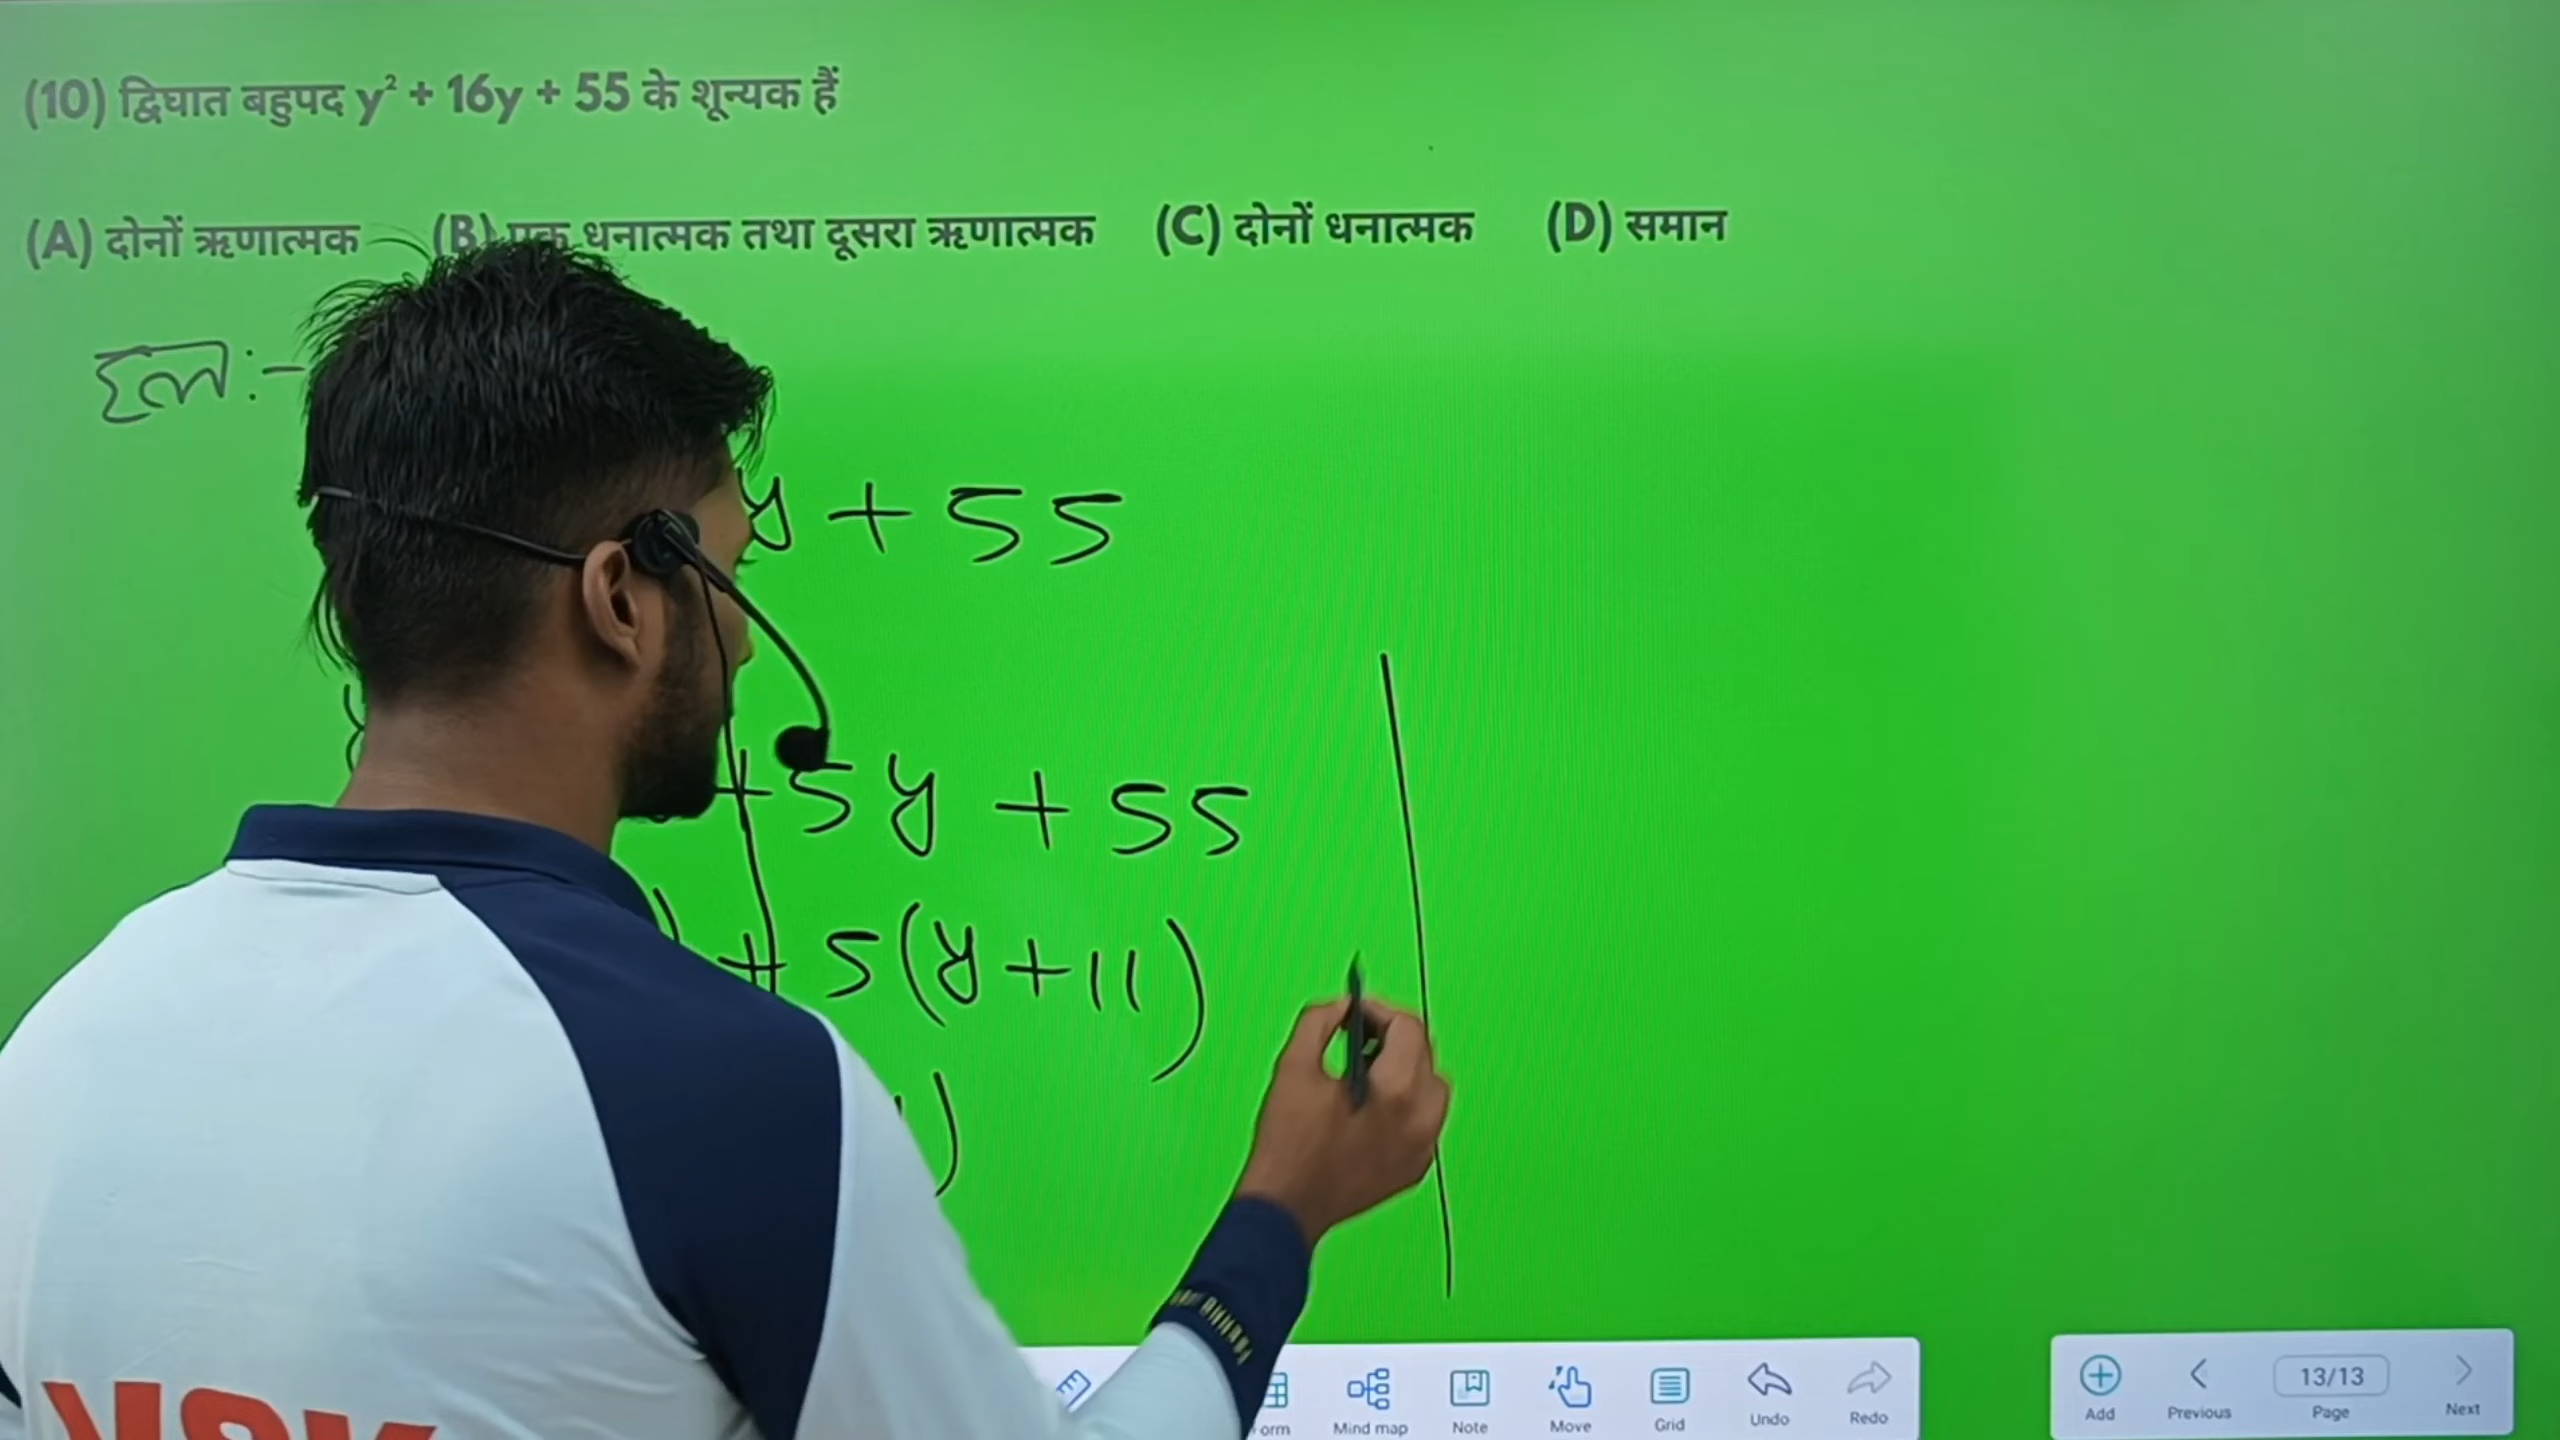 (10) द्विघात बहुपद y² + 16y + 55 के शून्यक हैं
(A) दोनों ऋणात्मक (B) एक धनात्मक तथा दूसरा ऋणात्मक (C) दोनों धनात्मक (D) समान
हल:-
y + 55
+ 5y + 55
) + 5(y + 11)
)
Mind map Note Move Grid Undo Redo
Add Previous 13/13 Page Next